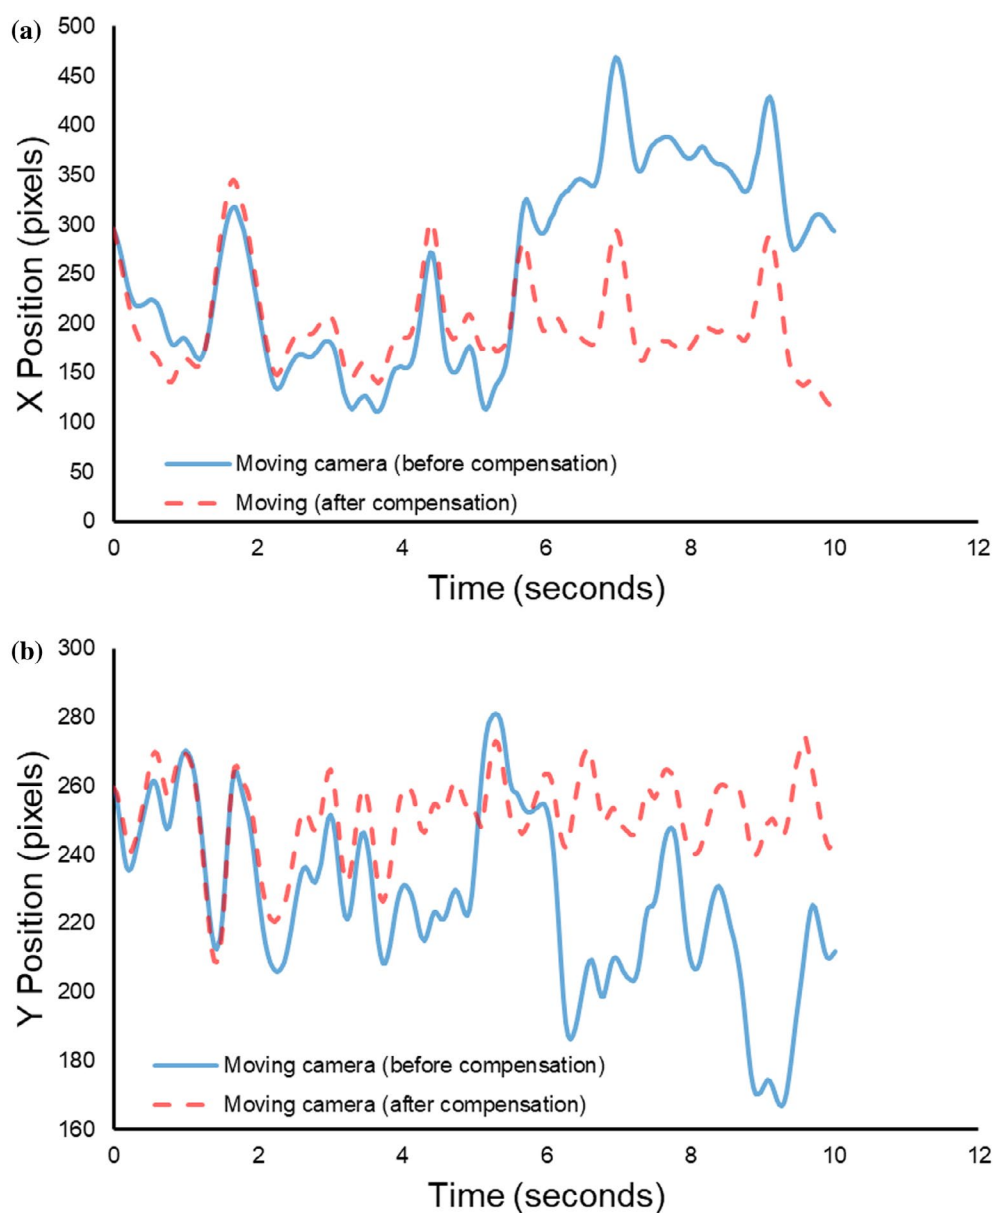 (a)
500
450
400
350
300
250
200
150
100
50
0
X Position (pixels)
Moving camera (before compensation)
Moving (after compensation)
0 2 4 6 8 10 12
Time (seconds)
(b)
300
280
260
240
220
200
180
160
Y Position (pixels)
Moving camera (before compensation)
Moving camera (after compensation)
0 2 4 6 8 10 12
Time (seconds)